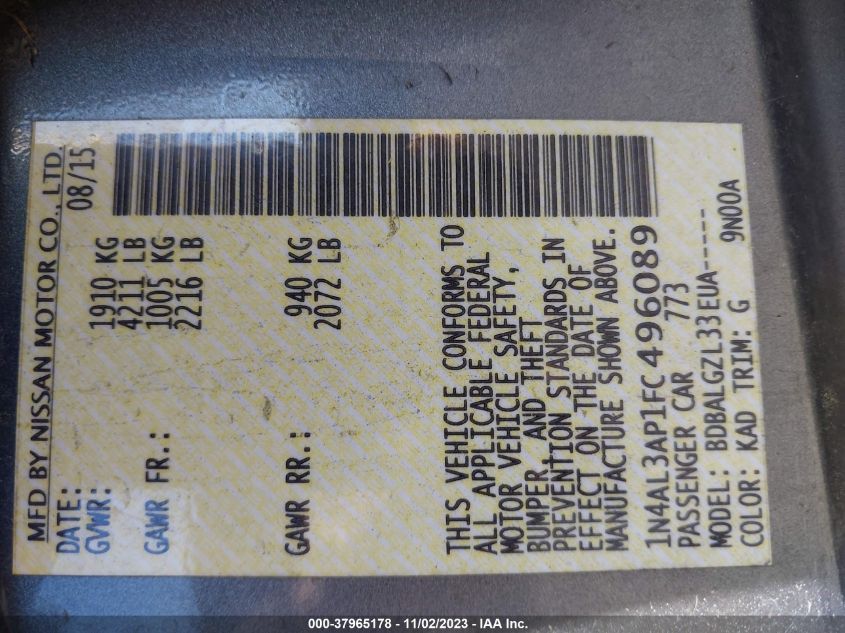 MFD BY NISSAN MOTOR CO., LTD.
DATE: 08/15
GVWR: 1910 KG
4211 LB
GAWR FR.: 1005 KG
2216 LB
GAWR RR.: 940 KG
2072 LB
THIS VEHICLE CONFORMS TO
ALL APPLICABLE FEDERAL
MOTOR VEHICLE SAFETY,
BUMPER, AND THEFT
PREVENTION STANDARDS IN
EFFECT ON THE DATE OF
MANUFACTURE SHOWN ABOVE.
1N4AL3AP1FC496089
PASSENGER CAR 773
MODEL: BDBALGZL33EUA-----
COLOR: KAD TRIM: G 9N00A
000-37965178 - 11/02/2023 - IAA Inc.